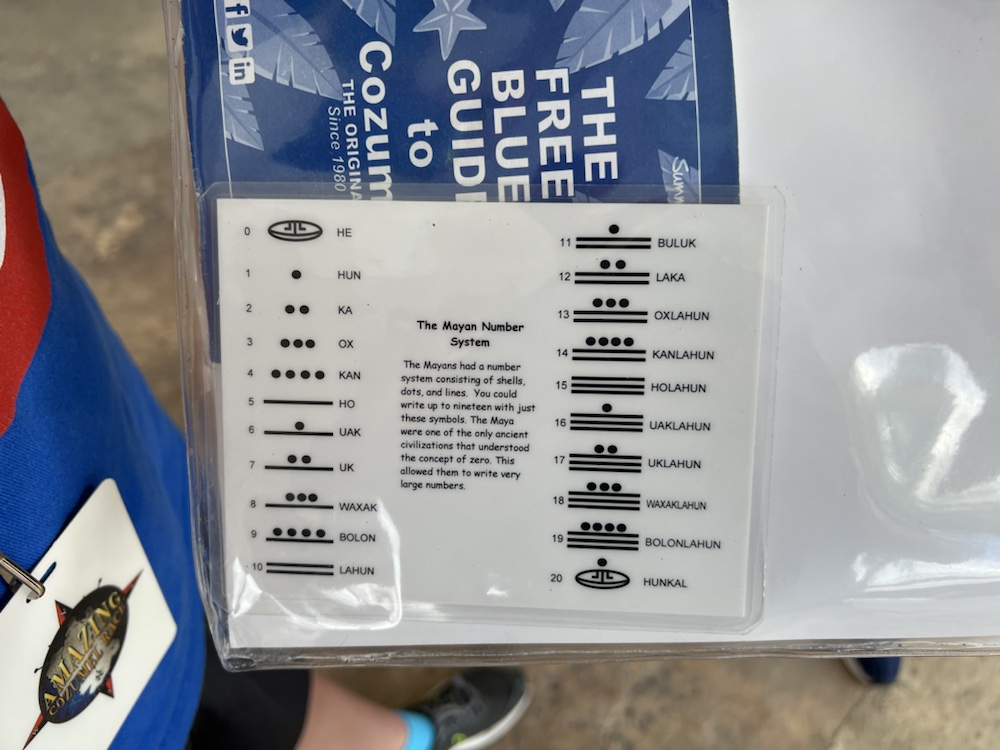 THE
FREE
BLUE
GUIDE
to
Cozum
THE ORIGINA
Since 1980
0 HE
1 HUN
2 KA
3 OX
4 KAN
5 HO
6 UAK
7 UK
8 WAXAK
9 BOLON
10 LAHUN
The Mayan Number
System
The Mayans had a number
system consisting of shells,
dots, and lines. You could
write up to nineteen with just
these symbols. The Maya
were one of the only ancient
civilizations that understood
the concept of zero. This
allowed them to write very
large numbers.
11 BULUK
12 LAKA
13 OXLAHUN
14 KANLAHUN
15 HOLAHUN
16 UAKLAHUN
17 UKLAHUN
18 WAXAKLAHUN
19 BOLONLAHUN
20 HUNKAL
AMAZING
COZUMEL RACE